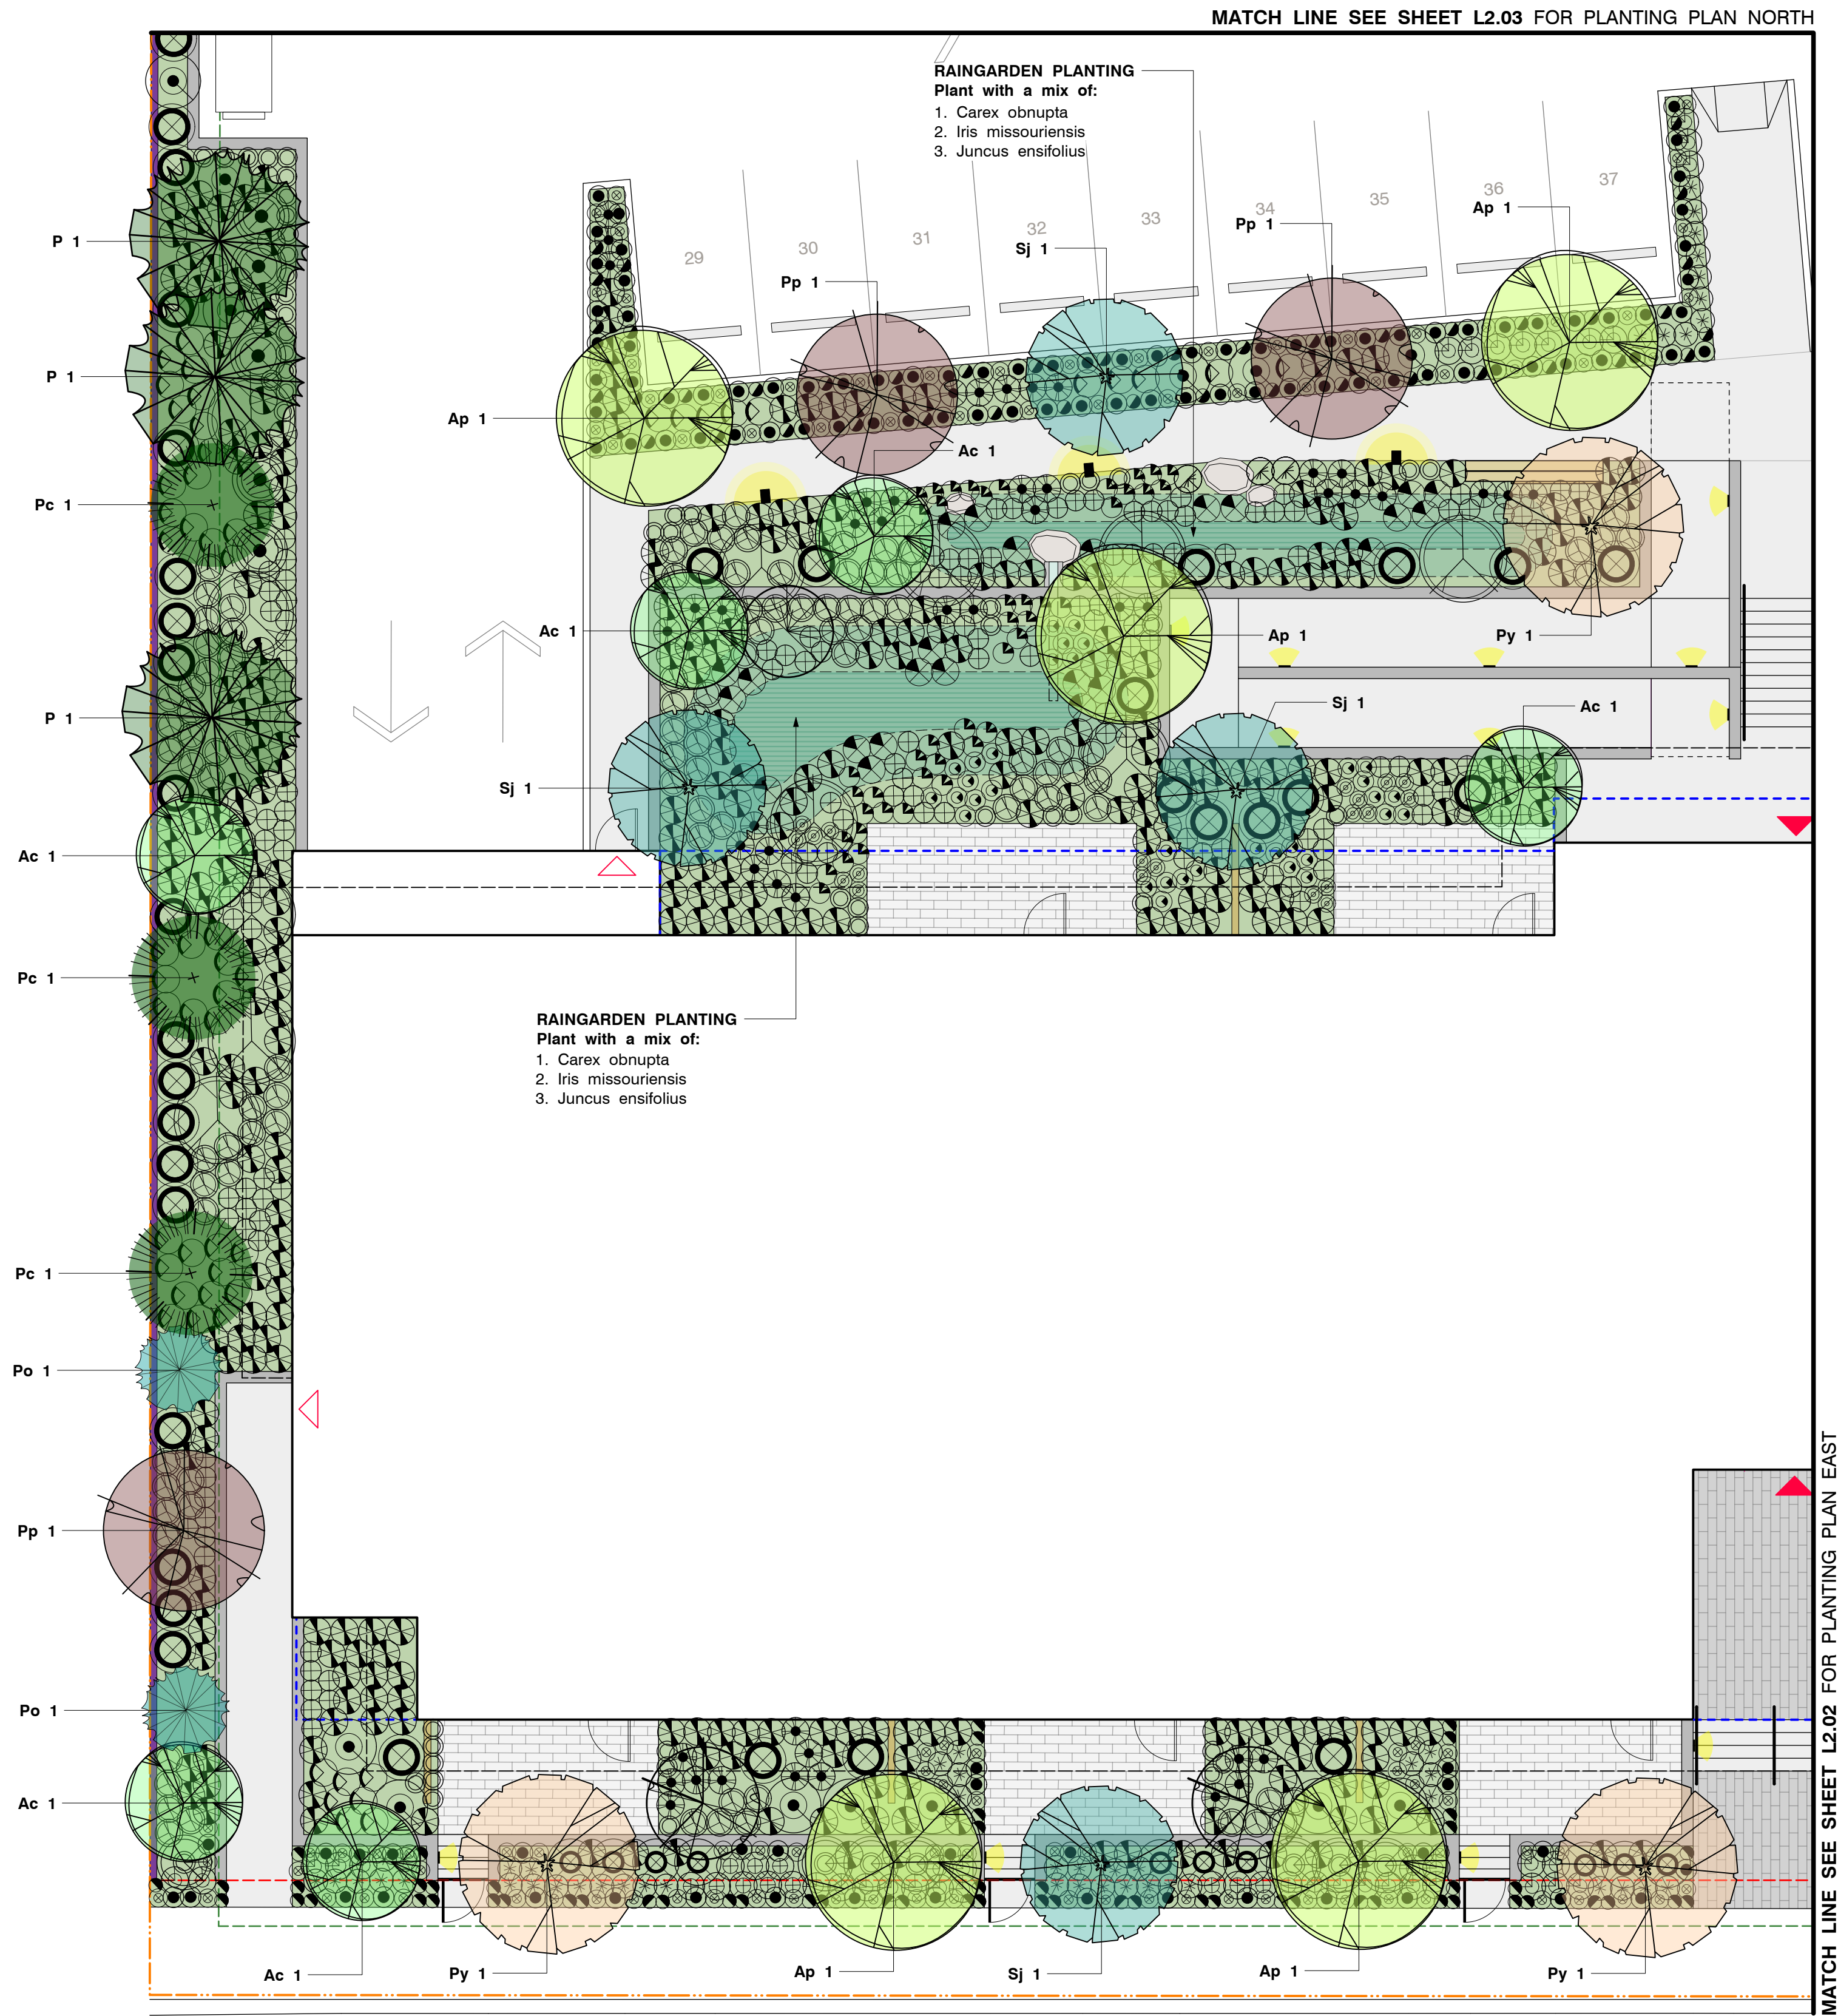 MATCH LINE SEE SHEET L2.03 FOR PLANTING PLAN NORTH
RAINGARDEN PLANTING
Plant with a mix of:
1. Carex obnupta
2. Iris missouriensis
3. Juncus ensifolius
37
36
35
34
33
32
31
30
29
Ap 1
Pp 1
Sj 1
Pp 1
P 1
P 1
Ap 1
Ac 1
Pc 1
Ac 1
Ap 1
Py 1
P 1
Sj 1
Ac 1
Sj 1
Ac 1
Pc 1
RAINGARDEN PLANTING
Plant with a mix of:
1. Carex obnupta
2. Iris missouriensis
3. Juncus ensifolius
Pc 1
Po 1
Pp 1
Po 1
Ac 1
Ac 1
Py 1
Ap 1
Sj 1
Ap 1
Py 1
MATCH LINE SEE SHEET L2.02 FOR PLANTING PLAN EAST